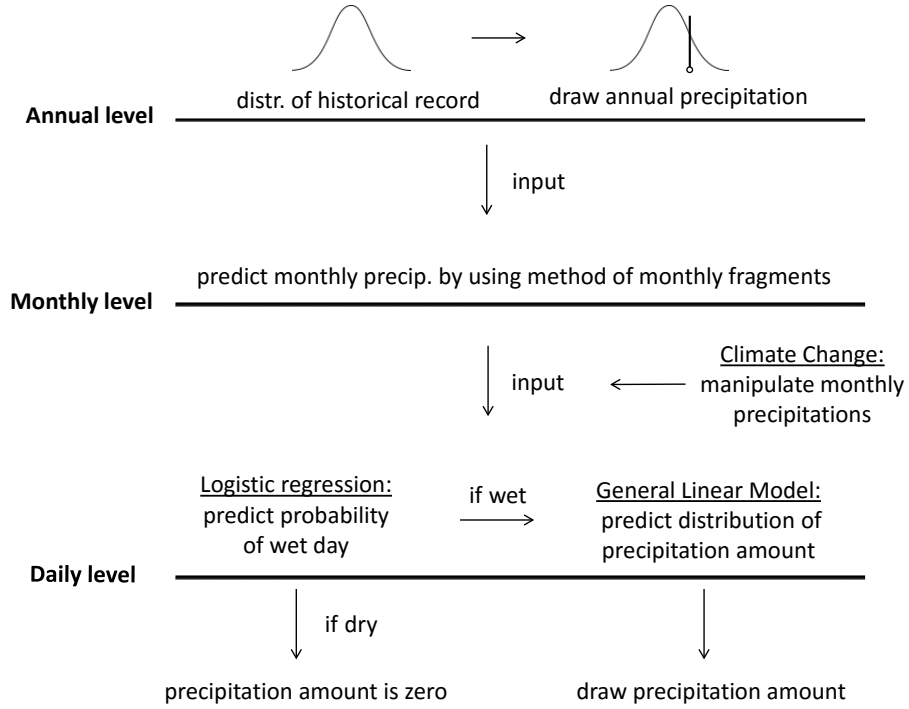 distr. of historical record
draw annual precipitation
Annual level
input
predict monthly precip. by using method of monthly fragments
Monthly level
input
Climate Change:
manipulate monthly
precipitations
Logistic regression:
predict probability
of wet day
if wet
General Linear Model:
predict distribution of
precipitation amount
Daily level
if dry
precipitation amount is zero
draw precipitation amount